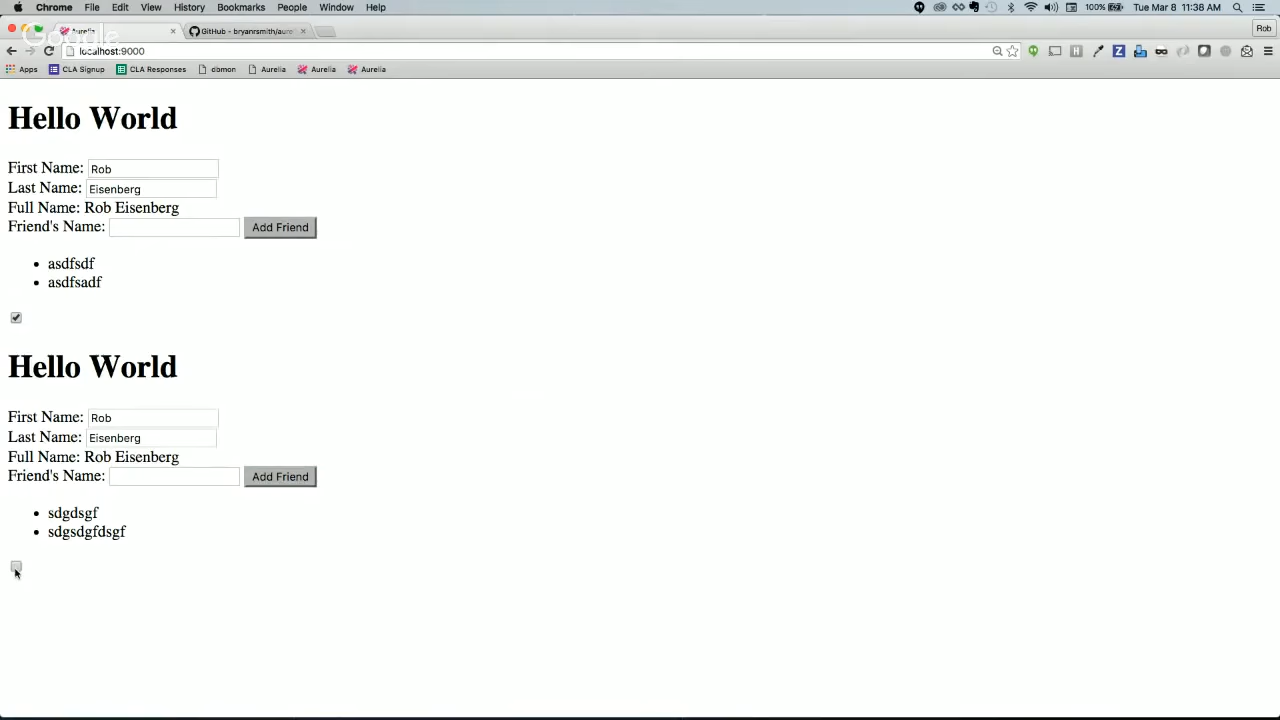 Chrome File Edit View History Bookmarks People Window Help 100% Tue Mar 8 11:38 AM
Aurelia GitHub - bryanrsmith/aure Rob
localhost:9000
Apps CLA Signup CLA Responses dbmon Aurelia Aurelia Aurelia
Hello World
First Name: Rob
Last Name: Eisenberg
Full Name: Rob Eisenberg
Friend's Name: Add Friend
asdfsdf
asdfsadf
Hello World
First Name: Rob
Last Name: Eisenberg
Full Name: Rob Eisenberg
Friend's Name: Add Friend
sdgdsgf
sdgsdgfdsgf